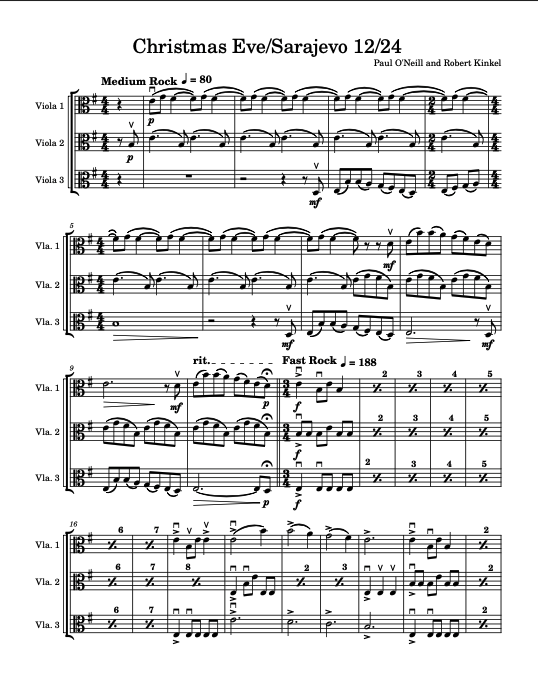 Christmas Eve/Sarajevo 12/24
Paul O'Neill and Robert Kinkel
Medium Rock ♩ = 80
Viola 1
p
Viola 2
p
Viola 3
mf
5
Vla. 1
mf
Vla. 2
Vla. 3
mf
mf
rit.
Fast Rock ♩ = 188
9
Vla. 1
mf
p
f
2 3 4 5
Vla. 2
f
2 3 4 5
Vla. 3
p
f
2 3 4 5
16
Vla. 1
6 7
2
Vla. 2
6 7 8
2 3
2
Vla. 3
6 7
2